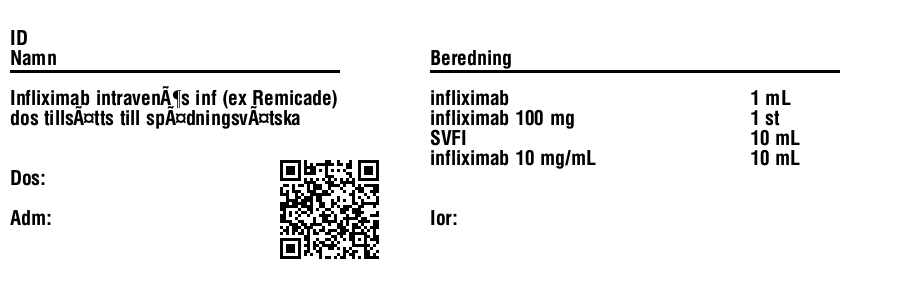 ID
Namn
Infliximab intravenÃ¶s inf (ex Remicade)
dos tillsÃ¤tts till spÃ¤dningsvÃ¤tska
Dos:
Adm:
Beredning
infliximab 1 mL
infliximab 100 mg 1 st
SVFI 10 mL
infliximab 10 mg/mL 10 mL
Ior: